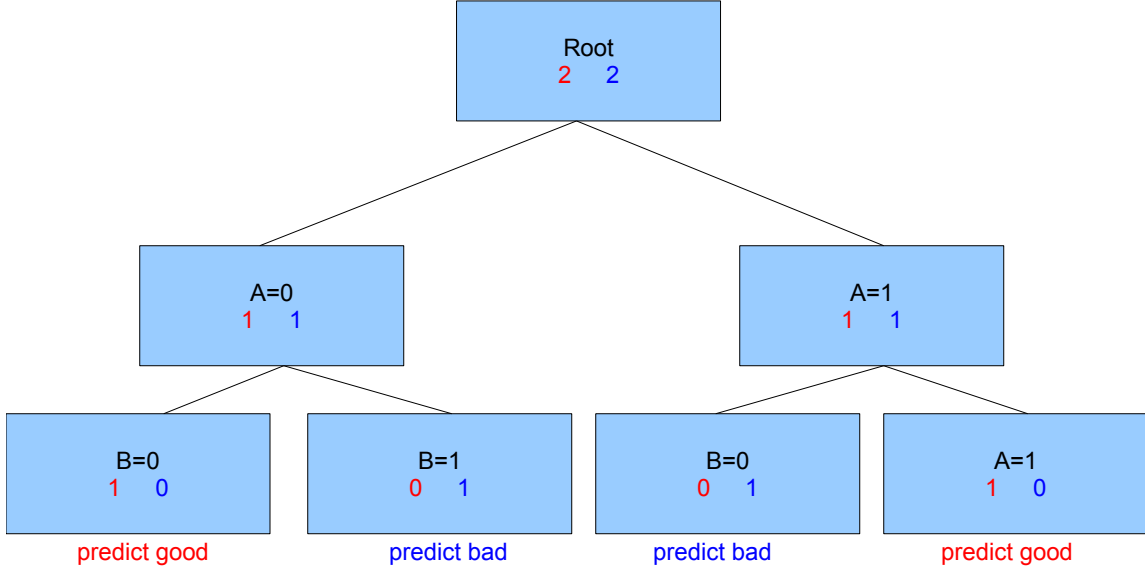 Root
2 2
A=0
1 1
A=1
1 1
B=0
1 0
B=1
0 1
B=0
0 1
A=1
1 0
predict good
predict bad
predict bad
predict good